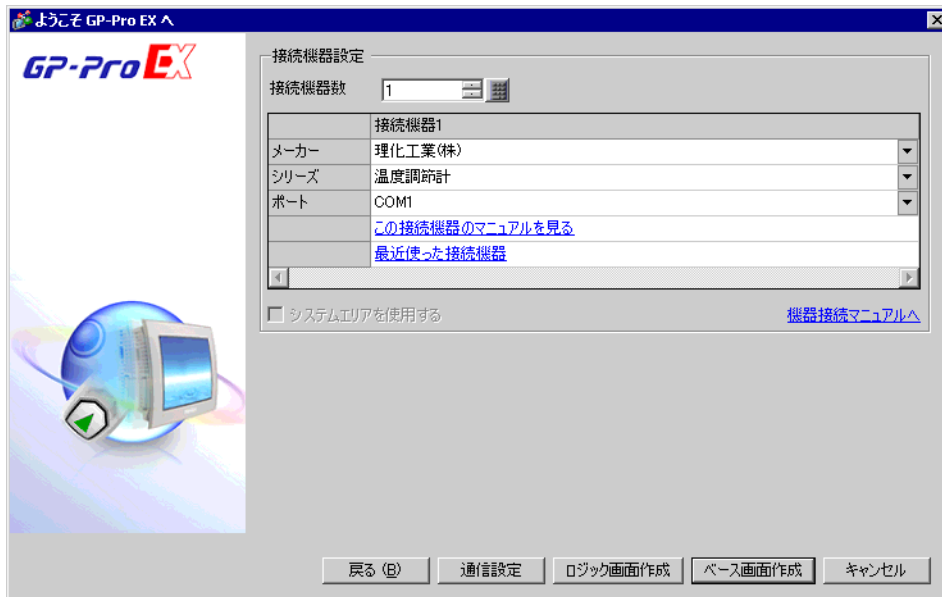 ようこそ GP-Pro EX へ
GP-Pro EX
接続機器設定
接続機器数 1
接続機器1
メーカー 理化工業(株)
シリーズ 温度調節計
ポート COM1
この接続機器のマニュアルを見る
最近使った接続機器
システムエリアを使用する 機器接続マニュアルへ
戻る (B) 通信設定 ロジック画面作成 ベース画面作成 キャンセル